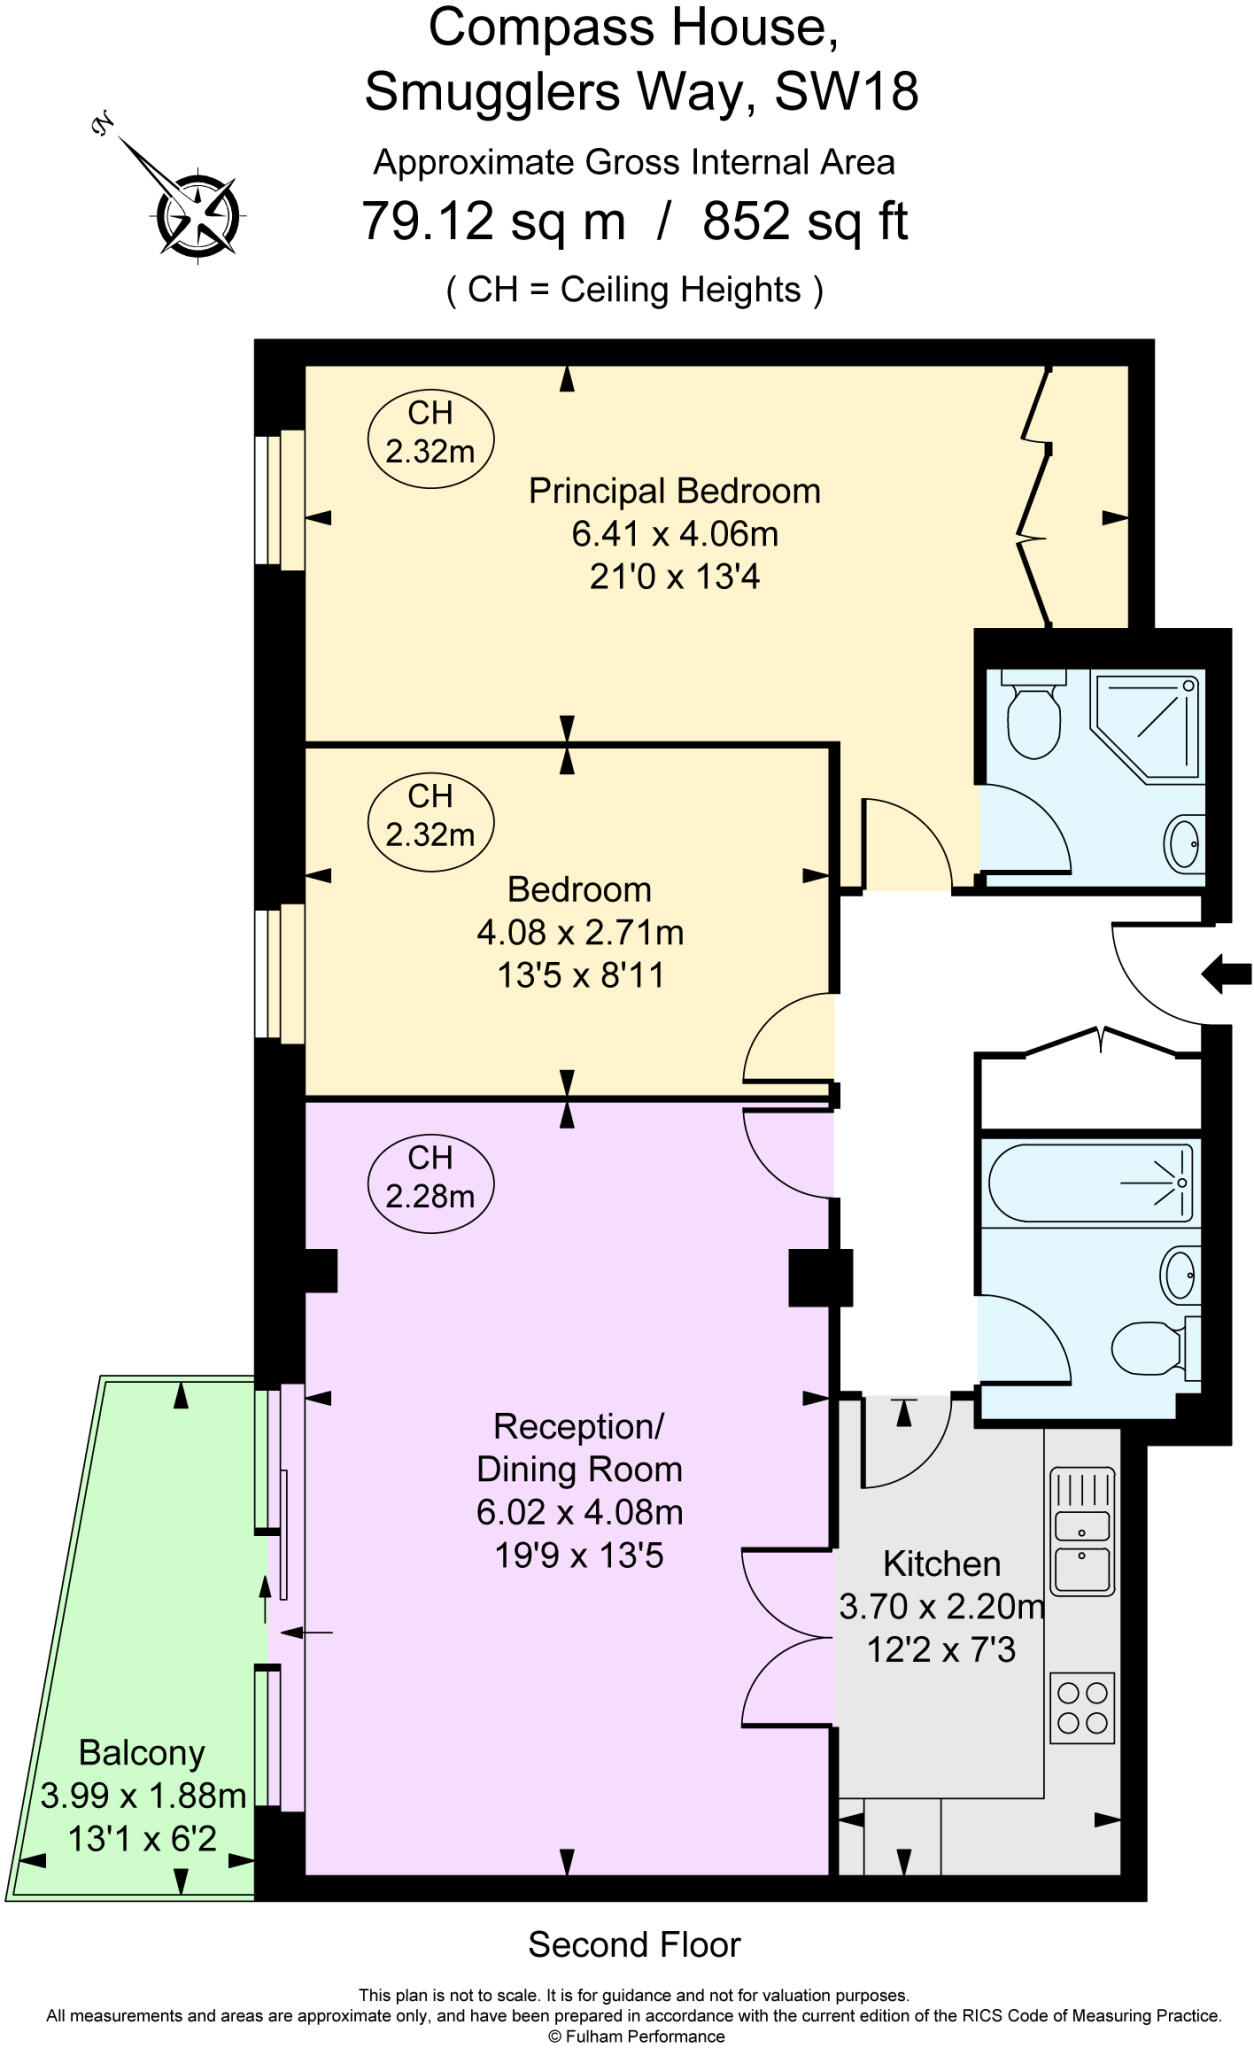 Compass House,
Smugglers Way, SW18
N
Approximate Gross Internal Area
79.12 sq m / 852 sq ft
( CH = Ceiling Heights )
CH
2.32m
Principal Bedroom
6.41 x 4.06m
21'0 x 13'4
CH
2.32m
Bedroom
4.08 x 2.71m
13'5 x 8'11
CH
2.28m
Reception/
Dining Room
6.02 x 4.08m
19'9 x 13'5
Kitchen
3.70 x 2.20m
12'2 x 7'3
Balcony
3.99 x 1.88m
13'1 x 6'2
Second Floor
This plan is not to scale. It is for guidance and not for valuation purposes.
All measurements and areas are approximate only, and have been prepared in accordance with the current edition of the RICS Code of Measuring Practice.
© Fulham Performance